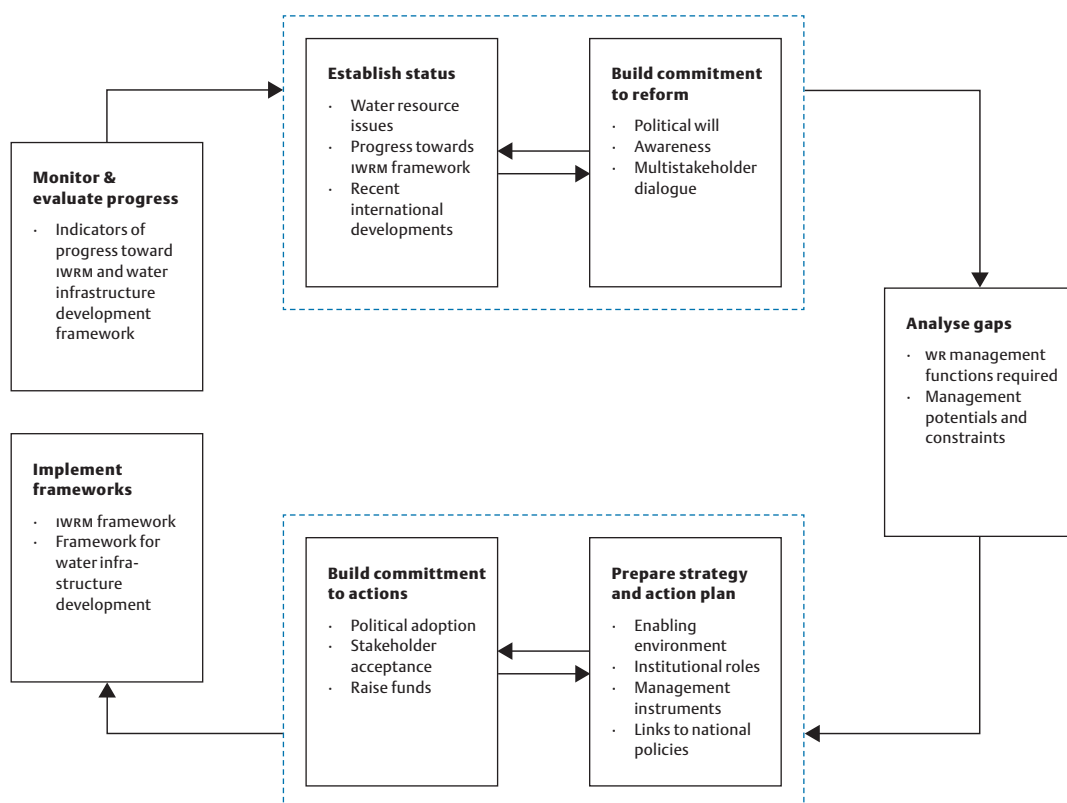 Establish status
· Water resource
issues
· Progress towards
IWRM framework
· Recent
international
developments
Build commitment
to reform
· Political will
· Awareness
· Multistakeholder
dialogue
Analyse gaps
· WR management
functions required
· Management
potentials and
constraints
Prepare strategy
and action plan
· Enabling
environment
· Institutional roles
· Management
instruments
· Links to national
policies
Build committment
to actions
· Political adoption
· Stakeholder
acceptance
· Raise funds
Implement
frameworks
· IWRM framework
· Framework for
water infra-
structure
development
Monitor &
evaluate progress
· Indicators of
progress toward
IWRM and water
infrastructure
development
framework